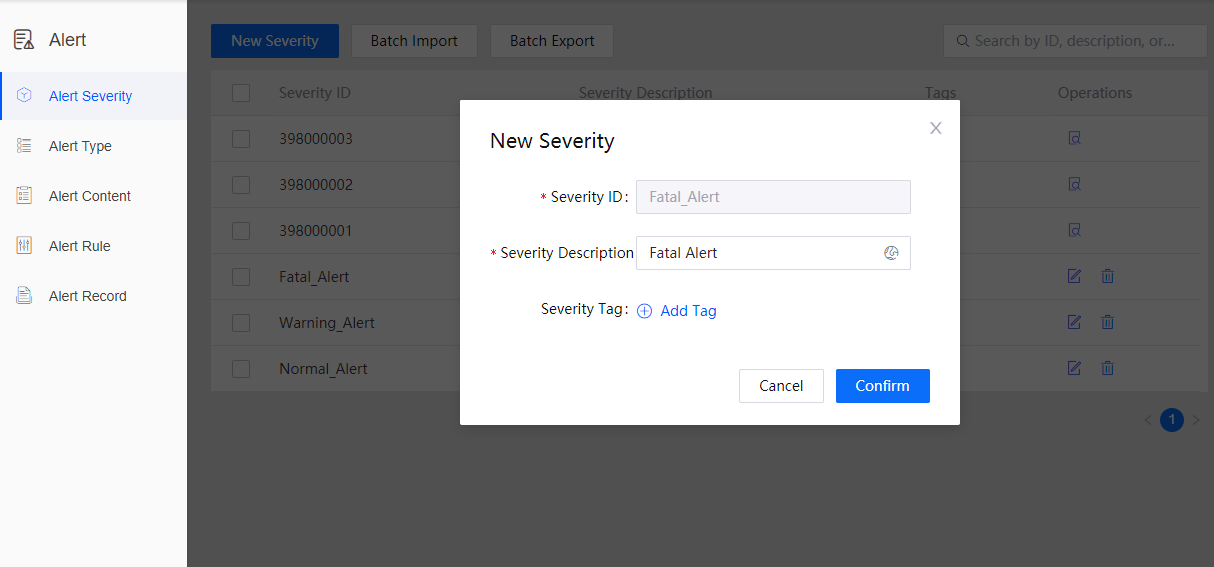 Alert
Alert Severity
Alert Type
Alert Content
Alert Rule
Alert Record
New Severity
Batch Import
Batch Export
Search by ID, description, or...
Severity ID
Severity Description
Tags
Operations
398000003
398000002
398000001
Fatal_Alert
Warning_Alert
Normal_Alert
New Severity
* Severity ID: Fatal_Alert
* Severity Description Fatal Alert
Severity Tag: Add Tag
Cancel
Confirm
1